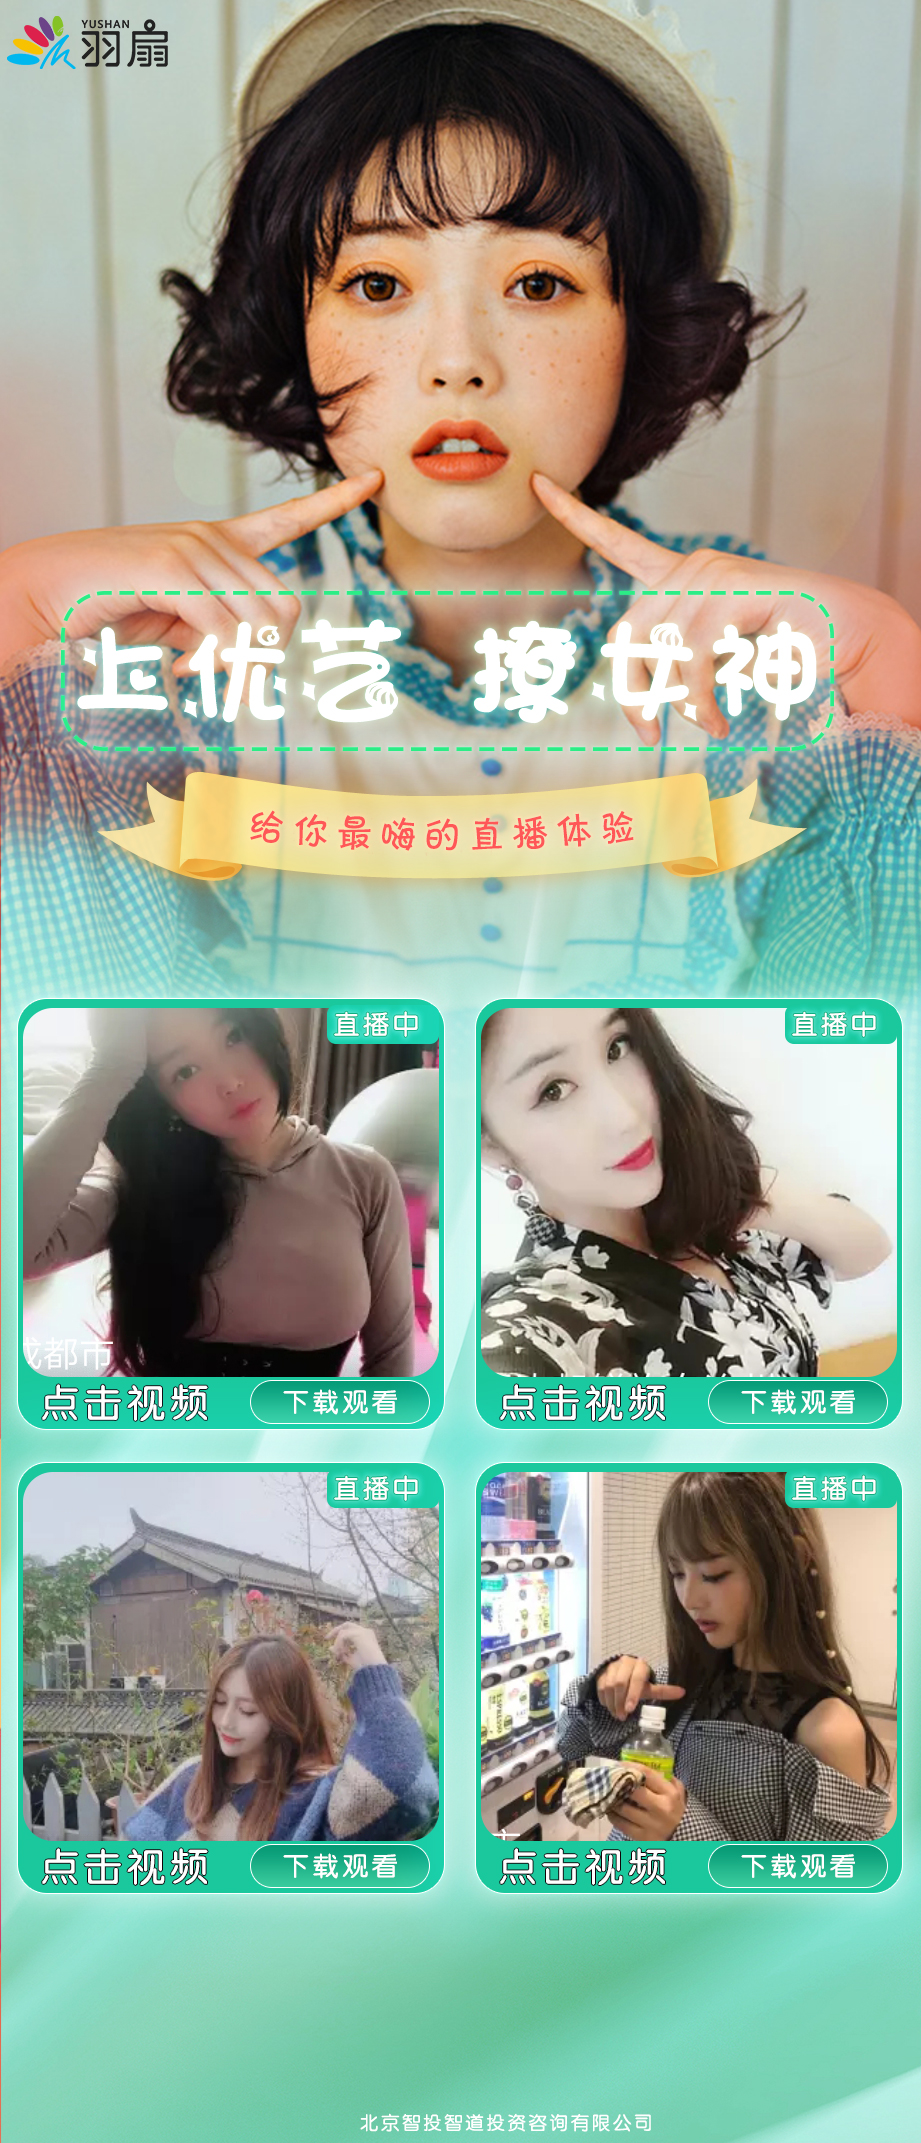 YUSHAN
羽扇
上优艺 撩女神
给你最嗨的直播体验
直播中
直播中
成都市
点击视频 下载观看
点击视频 下载观看
直播中
直播中
点击视频 下载观看
点击视频 下载观看
北京智投智道投资咨询有限公司